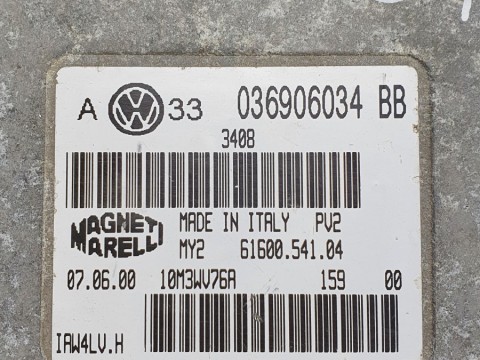 A VW 33 036906034 BB
3408
MAGNETI MARELLI
MADE IN ITALY PV2
MY2 61600.541.04
07.06.00 10M3WV76A 159 00
IAW4LV.H